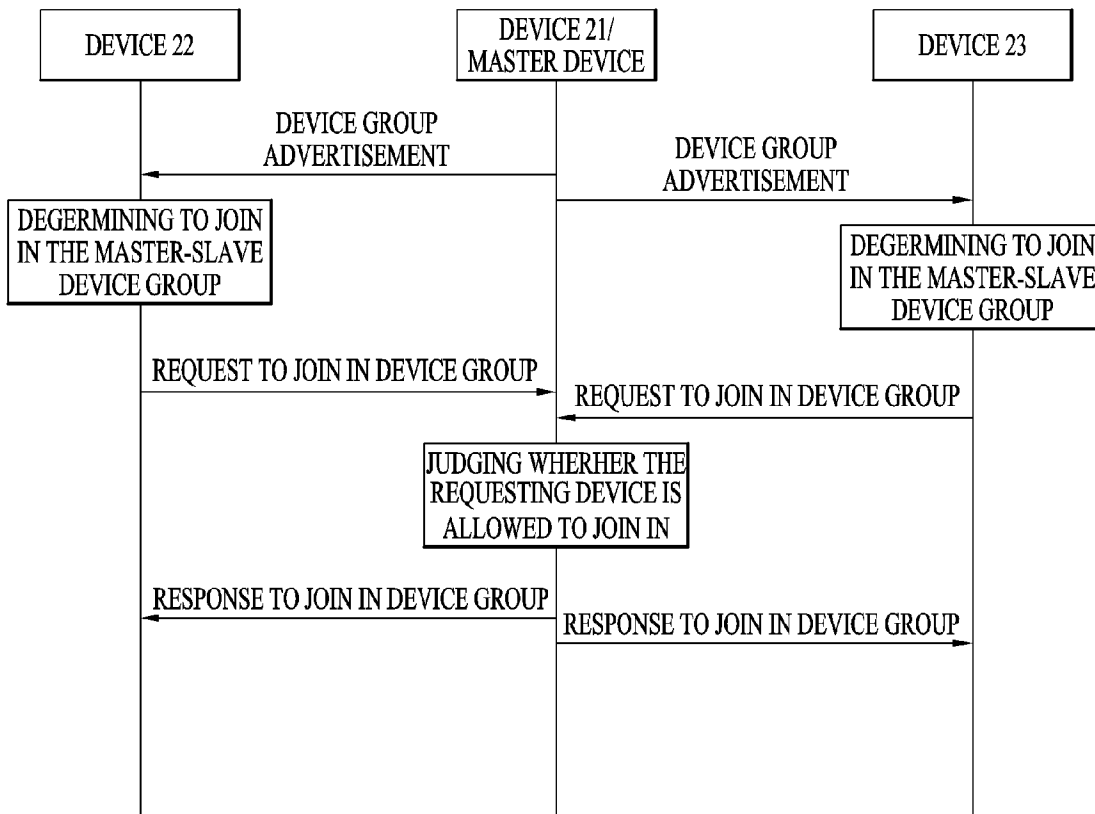 DEVICE 22
DEVICE 21/
MASTER DEVICE
DEVICE 23
DEVICE GROUP
ADVERTISEMENT
DEVICE GROUP
ADVERTISEMENT
DEGERMINING TO JOIN
IN THE MASTER-SLAVE
DEVICE GROUP
DEGERMINING TO JOIN
IN THE MASTER-SLAVE
DEVICE GROUP
REQUEST TO JOIN IN DEVICE GROUP
REQUEST TO JOIN IN DEVICE GROUP
JUDGING WHERHER THE
REQUESTING DEVICE IS
ALLOWED TO JOIN IN
RESPONSE TO JOIN IN DEVICE GROUP
RESPONSE TO JOIN IN DEVICE GROUP